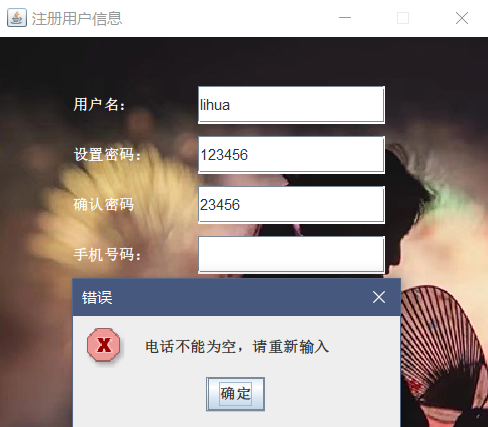 注册用户信息
用户名：
lihua
设置密码：
123456
确认密码
23456
手机号码：
错误
电话不能为空，请重新输入
确定